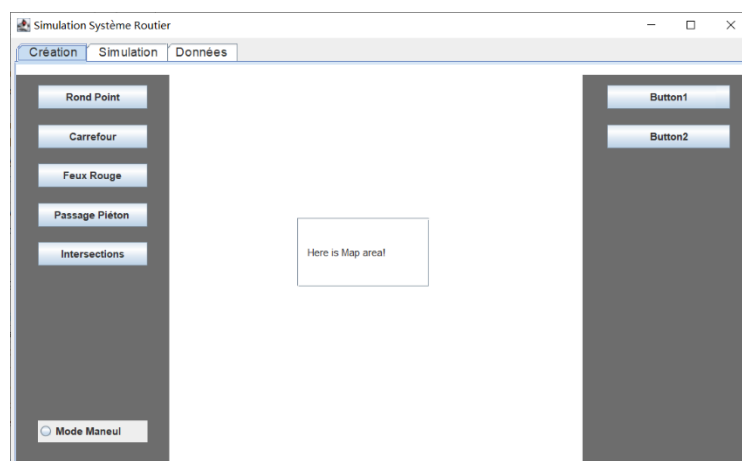 Simulation Système Routier
Création Simulation Données
Rond Point
Carrefour
Feux Rouge
Passage Piéton
Intersections
Mode Maneul
Here is Map area!
Button1
Button2